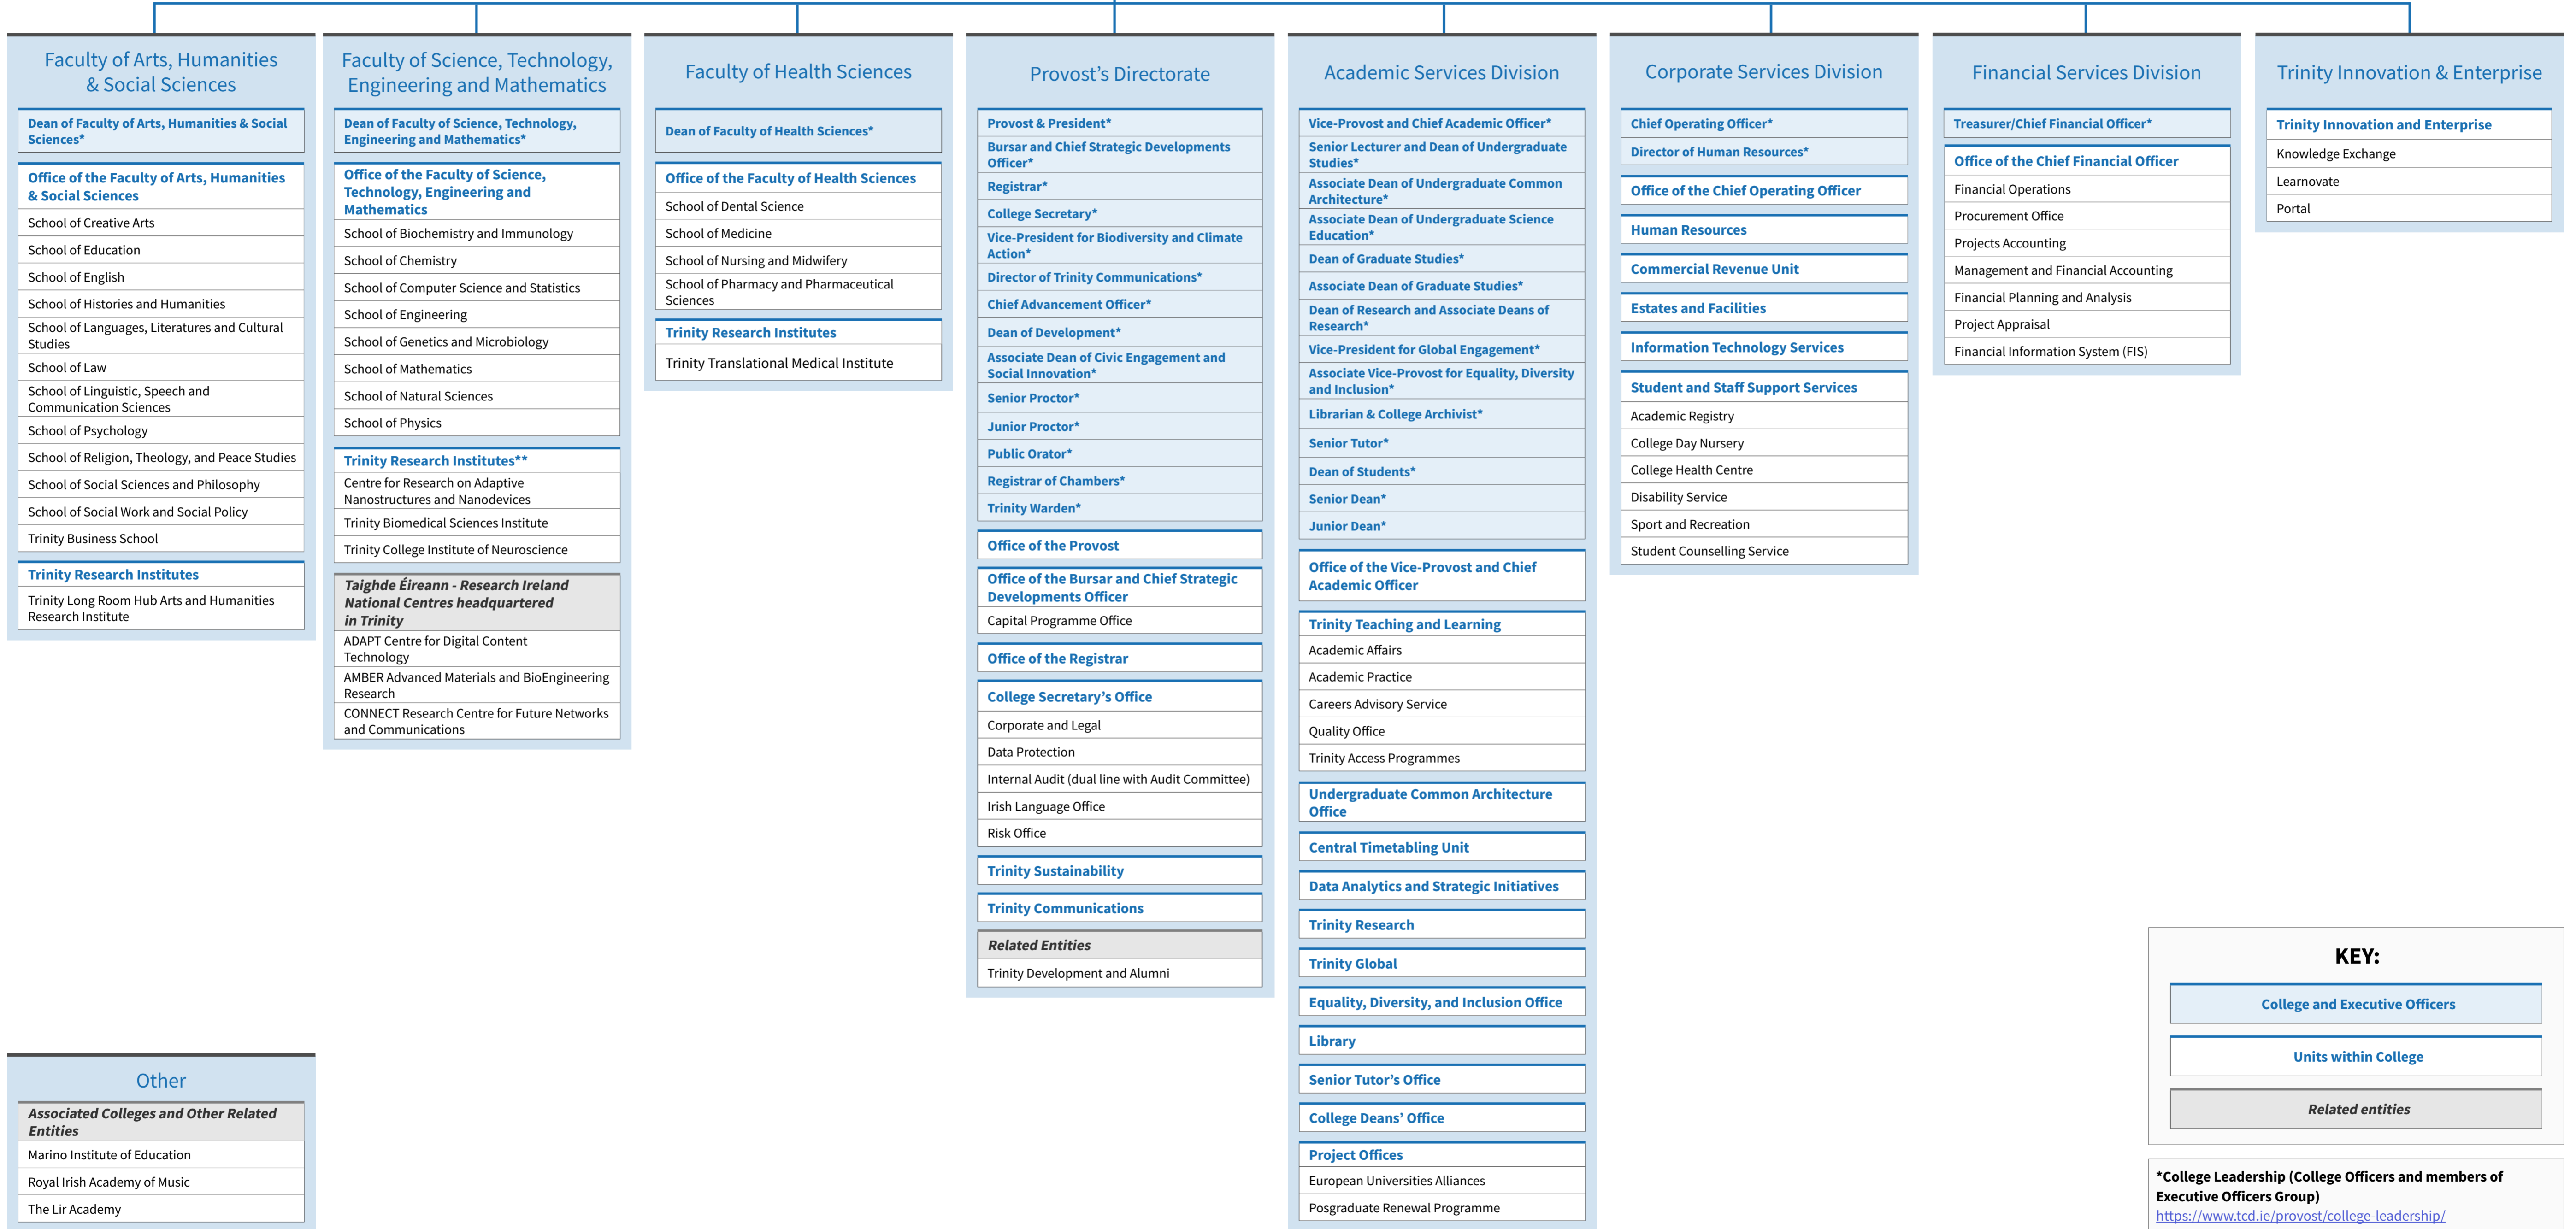 Faculty of Arts, Humanities
& Social Sciences
Dean of Faculty of Arts, Humanities & Social
Sciences*
Office of the Faculty of Arts, Humanities
& Social Sciences
School of Creative Arts
School of Education
School of English
School of Histories and Humanities
School of Languages, Literatures and Cultural
Studies
School of Law
School of Linguistic, Speech and
Communication Sciences
School of Psychology
School of Religion, Theology, and Peace Studies
School of Social Sciences and Philosophy
School of Social Work and Social Policy
Trinity Business School
Trinity Research Institutes
Trinity Long Room Hub Arts and Humanities
Research Institute
Faculty of Science, Technology,
Engineering and Mathematics
Dean of Faculty of Science, Technology,
Engineering and Mathematics*
Office of the Faculty of Science,
Technology, Engineering and
Mathematics
School of Biochemistry and Immunology
School of Chemistry
School of Computer Science and Statistics
School of Engineering
School of Genetics and Microbiology
School of Mathematics
School of Natural Sciences
School of Physics
Trinity Research Institutes**
Centre for Research on Adaptive
Nanostructures and Nanodevices
Trinity Biomedical Sciences Institute
Trinity College Institute of Neuroscience
Taighde Éireann - Research Ireland
National Centres headquartered
in Trinity
ADAPT Centre for Digital Content
Technology
AMBER Advanced Materials and BioEngineering
Research
CONNECT Research Centre for Future Networks
and Communications
Faculty of Health Sciences
Dean of Faculty of Health Sciences*
Office of the Faculty of Health Sciences
School of Dental Science
School of Medicine
School of Nursing and Midwifery
School of Pharmacy and Pharmaceutical
Sciences
Trinity Research Institutes
Trinity Translational Medical Institute
Provost's Directorate
Provost & President*
Bursar and Chief Strategic Developments
Officer*
Registrar*
College Secretary*
Vice-President for Biodiversity and Climate
Action*
Director of Trinity Communications*
Chief Advancement Officer*
Dean of Development*
Associate Dean of Civic Engagement and
Social Innovation*
Senior Proctor*
Junior Proctor*
Public Orator*
Registrar of Chambers*
Trinity Warden*
Office of the Provost
Office of the Bursar and Chief Strategic
Developments Officer
Capital Programme Office
Office of the Registrar
College Secretary's Office
Corporate and Legal
Data Protection
Internal Audit (dual line with Audit Committee)
Irish Language Office
Risk Office
Trinity Sustainability
Trinity Communications
Related Entities
Trinity Development and Alumni
Academic Services Division
Vice-Provost and Chief Academic Officer*
Senior Lecturer and Dean of Undergraduate
Studies*
Associate Dean of Undergraduate Common
Architecture*
Associate Dean of Undergraduate Science
Education*
Dean of Graduate Studies*
Associate Dean of Graduate Studies*
Dean of Research and Associate Deans of
Research*
Vice-President for Global Engagement*
Associate Vice-Provost for Equality, Diversity
and Inclusion*
Librarian & College Archivist*
Senior Tutor*
Dean of Students*
Senior Dean*
Junior Dean*
Office of the Vice-Provost and Chief
Academic Officer
Trinity Teaching and Learning
Academic Affairs
Academic Practice
Careers Advisory Service
Quality Office
Trinity Access Programmes
Undergraduate Common Architecture
Office
Central Timetabling Unit
Data Analytics and Strategic Initiatives
Trinity Research
Trinity Global
Equality, Diversity, and Inclusion Office
Library
Senior Tutor's Office
College Deans' Office
Project Offices
European Universities Alliances
Posgraduate Renewal Programme
Corporate Services Division
Chief Operating Officer*
Director of Human Resources*
Office of the Chief Operating Officer
Human Resources
Commercial Revenue Unit
Estates and Facilities
Information Technology Services
Student and Staff Support Services
Academic Registry
College Day Nursery
College Health Centre
Disability Service
Sport and Recreation
Student Counselling Service
Financial Services Division
Treasurer/Chief Financial Officer*
Office of the Chief Financial Officer
Financial Operations
Procurement Office
Projects Accounting
Management and Financial Accounting
Financial Planning and Analysis
Project Appraisal
Financial Information System (FIS)
Trinity Innovation & Enterprise
Trinity Innovation and Enterprise
Knowledge Exchange
Learnovate
Portal
Other
Associated Colleges and Other Related
Entities
Marino Institute of Education
Royal Irish Academy of Music
The Lir Academy
KEY:
College and Executive Officers
Units within College
Related entities
*College Leadership (College Officers and members of
Executive Officers Group)
https://www.tcd.ie/provost/college-leadership/